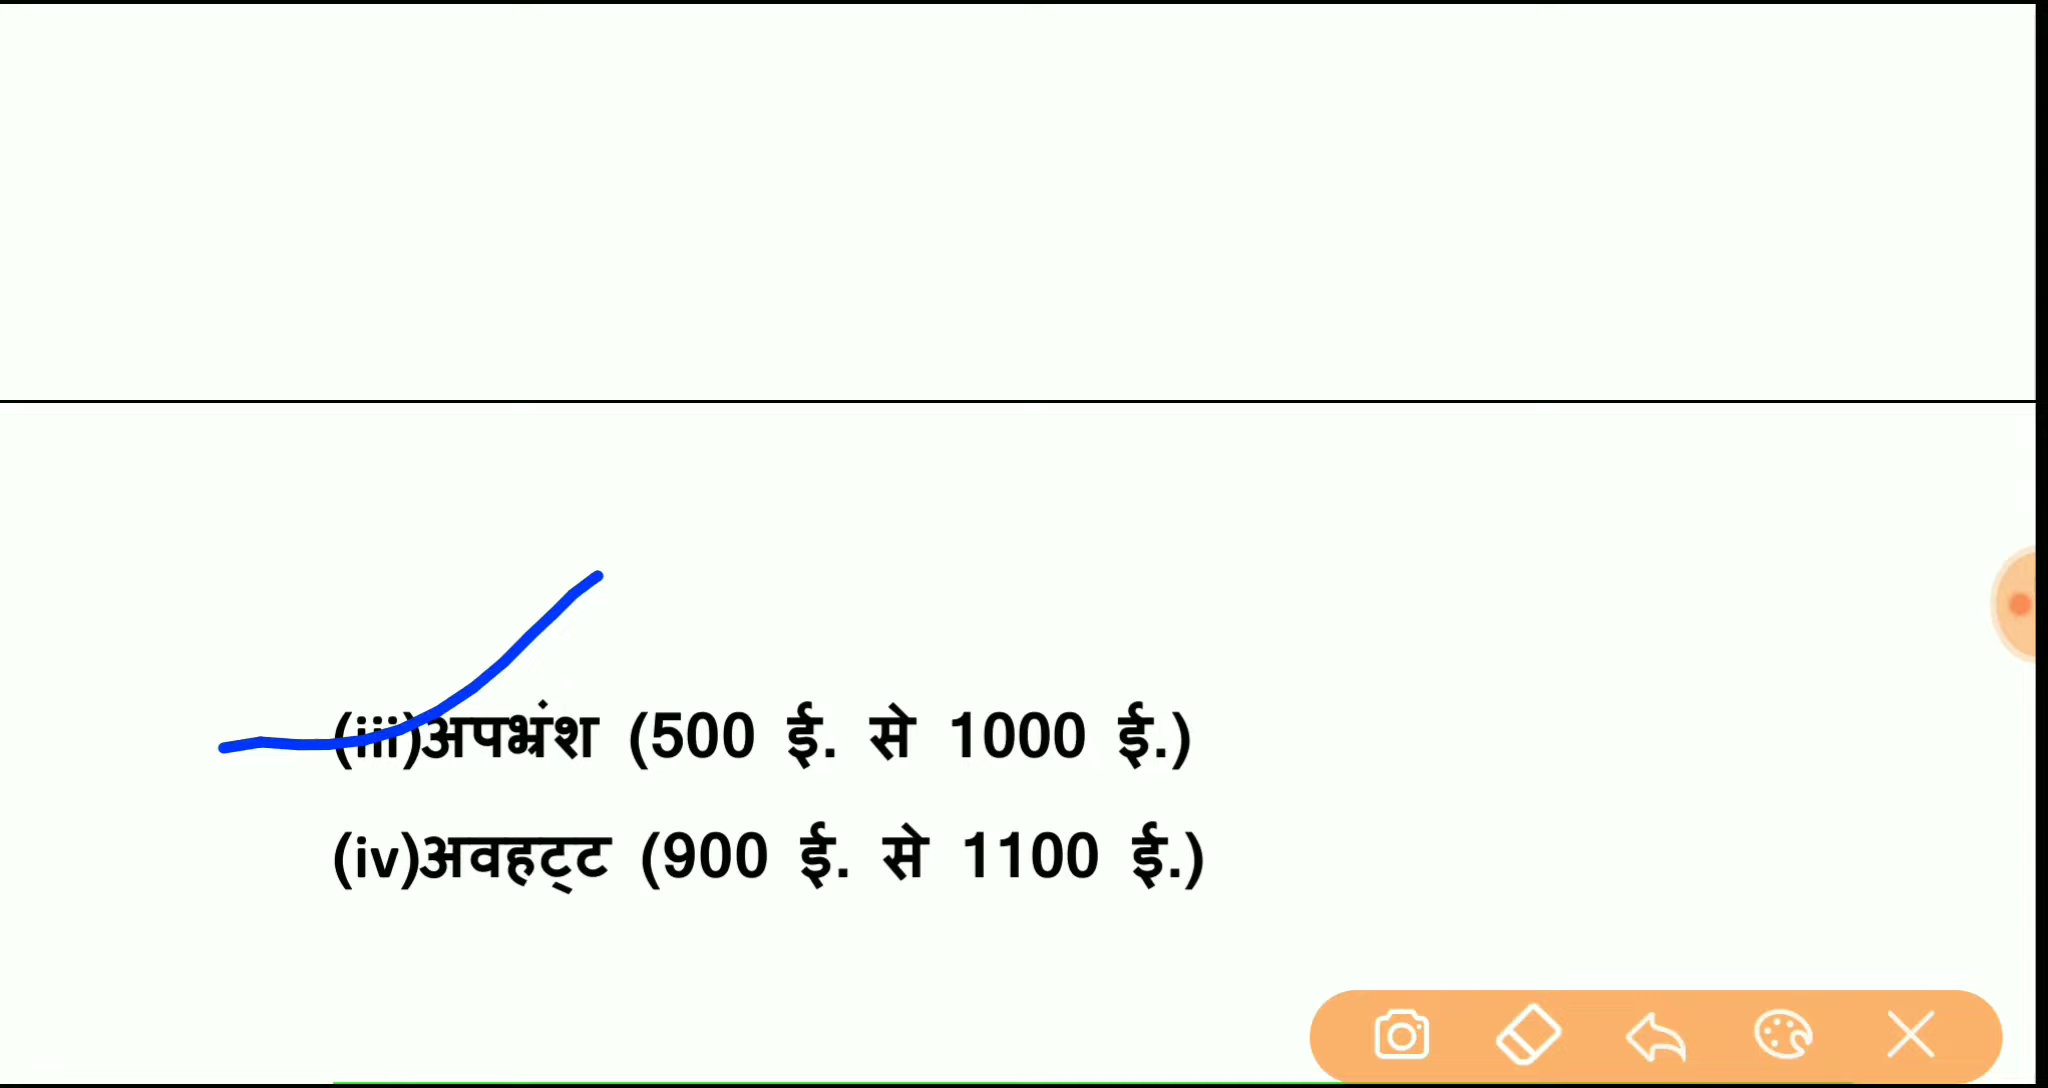 (iii)अपभ्रंश (500 ई. से 1000 ई.)
(iv)अवहट्ट (900 ई. से 1100 ई.)